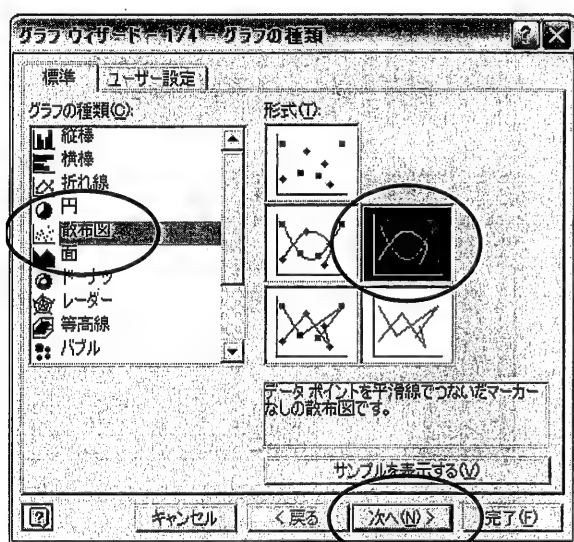 グラフ ウィザード - 1/4 - グラフの種類
標準
ユーザー設定
グラフの種類(C):
縦棒
横棒
折れ線
円
散布図
面
ドーナツ
レーダー
等高線
バブル
形式(T):
データ ポイントを平滑線でつないだマーカー
なしの散布図です。
サンプルを表示する(V)
キャンセル
< 戻る
次へ(N) >
完了(F)